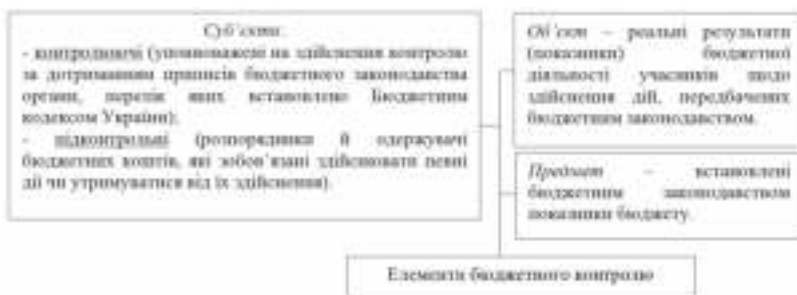 Суб’єкти:
- контролюючі (уповноважені на здійснення контролю
за дотриманням приписів бюджетного законодавства
органи, перелік яких встановлено Бюджетним
кодексом України);
- підконтрольні (розпорядники й одержувачі
бюджетних коштів, які зобов’язані здійснювати певні
дії чи утримуватися від їх здійснення).
Об’єкт – реальні результати
(показники) бюджетної
діяльності учасників щодо
здійснення дій, передбачених
бюджетним законодавством.
Предмет – встановлені
бюджетним законодавством
показники бюджету.
Елементи бюджетного контролю